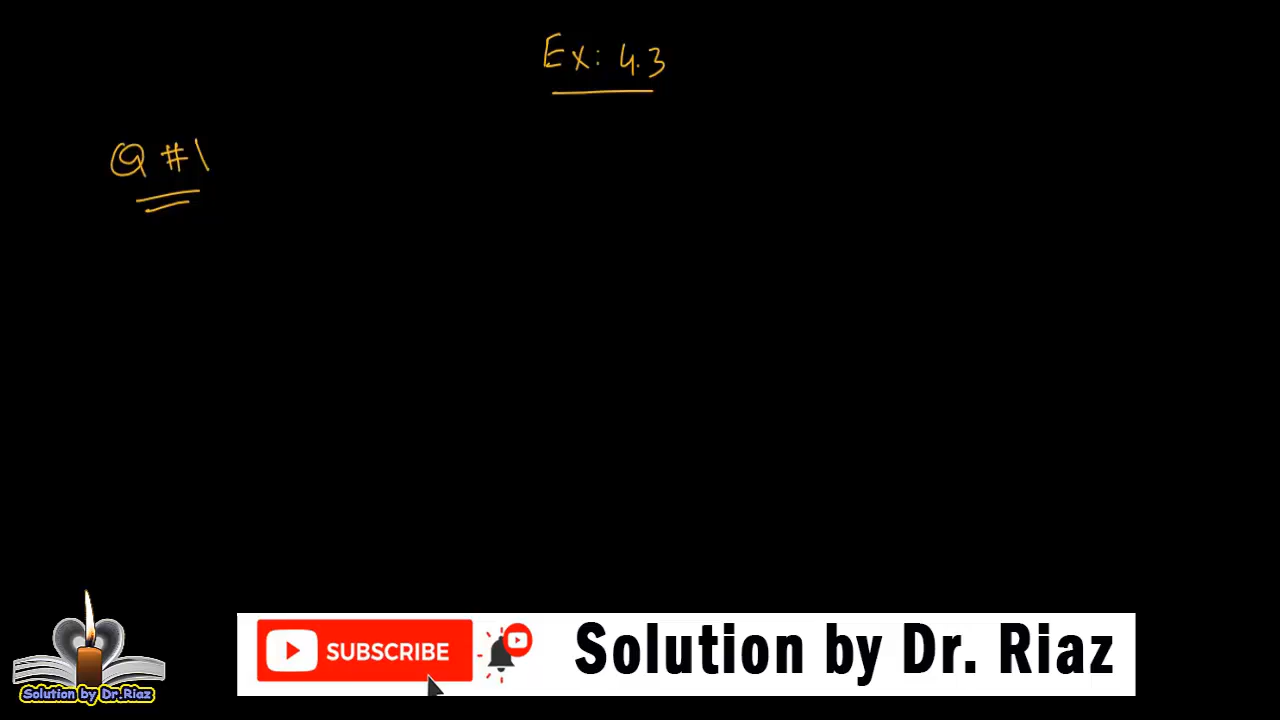 Ex: 4.3
Q #1
SUBSCRIBE
Solution by Dr. Riaz
Solution by Dr.Riaz